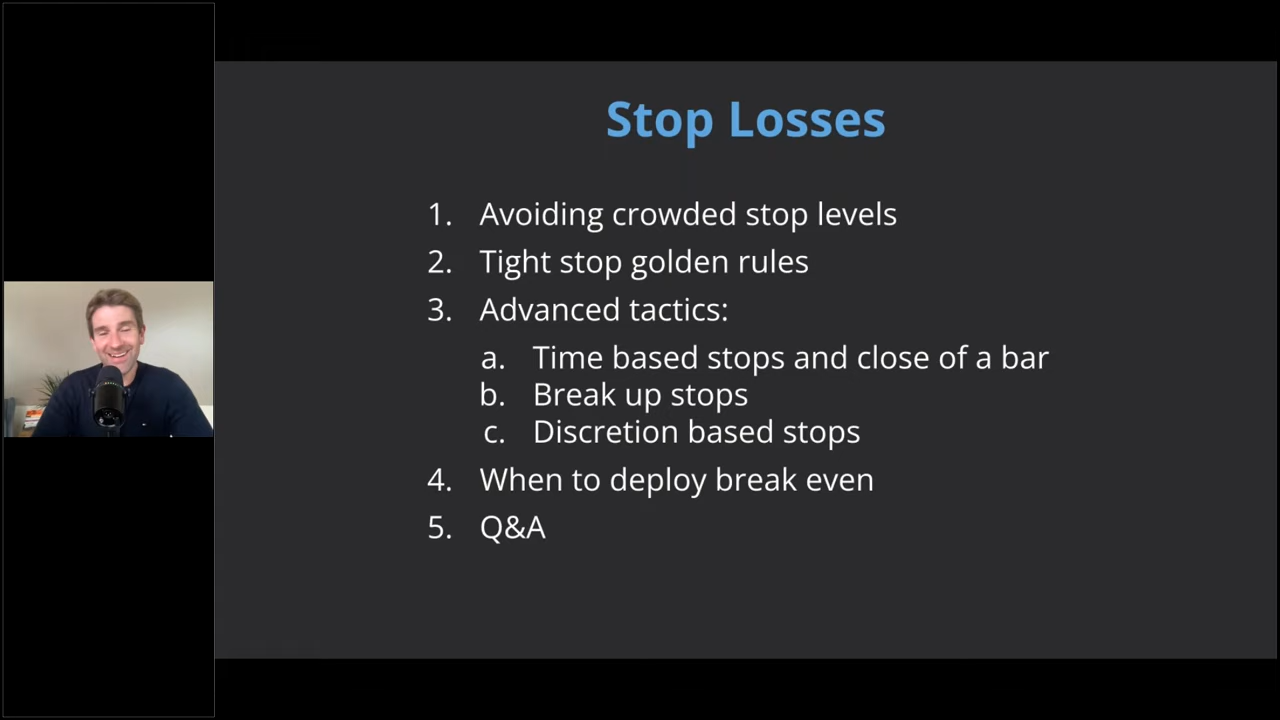 Stop Losses
1. Avoiding crowded stop levels
2. Tight stop golden rules
3. Advanced tactics:
a. Time based stops and close of a bar
b. Break up stops
c. Discretion based stops
4. When to deploy break even
5. Q&A